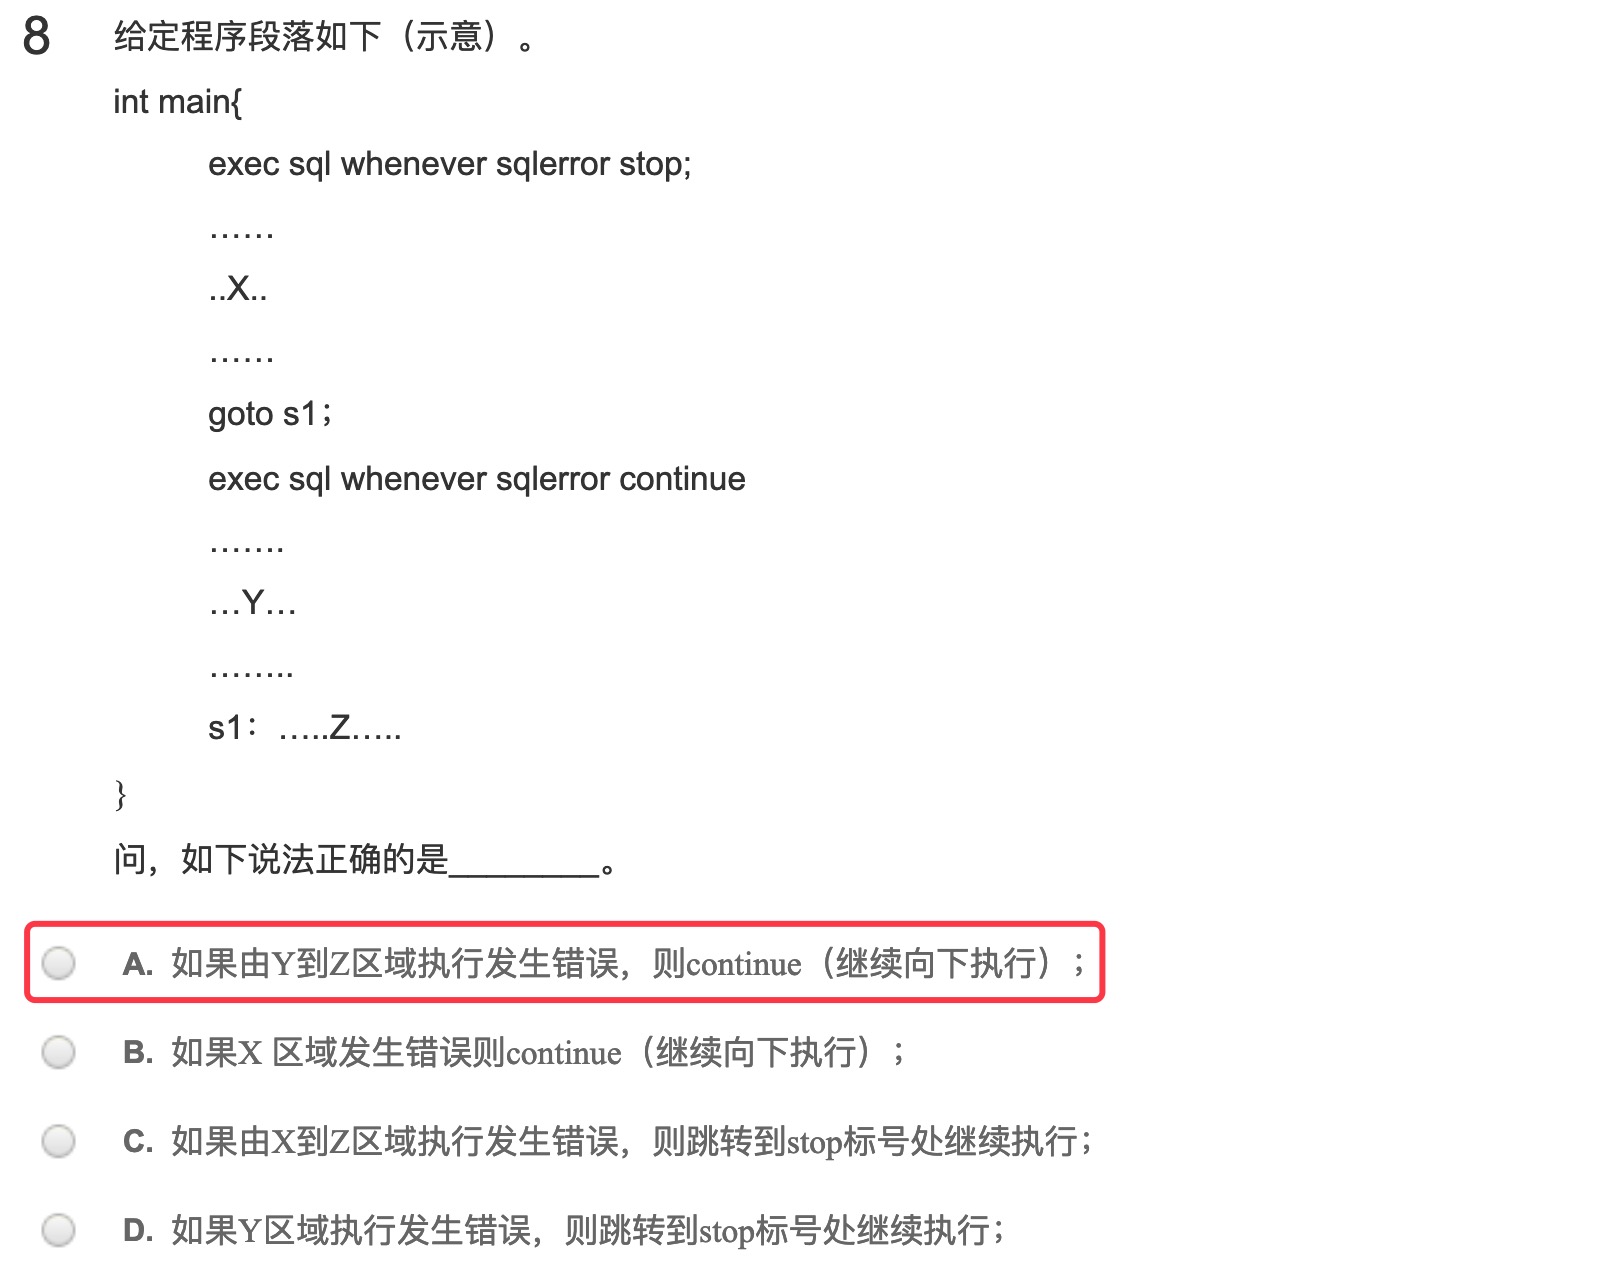 8 给定程序段落如下（示意）。
int main{
exec sql whenever sqlerror stop;
……
..X..
……
goto s1；
exec sql whenever sqlerror continue
…….
…Y…
……..
s1：…..Z…..
}
问，如下说法正确的是________。
A. 如果由Y到Z区域执行发生错误，则continue（继续向下执行）；
B. 如果X 区域发生错误则continue（继续向下执行）；
C. 如果由X到Z区域执行发生错误，则跳转到stop标号处继续执行；
D. 如果Y区域执行发生错误，则跳转到stop标号处继续执行；